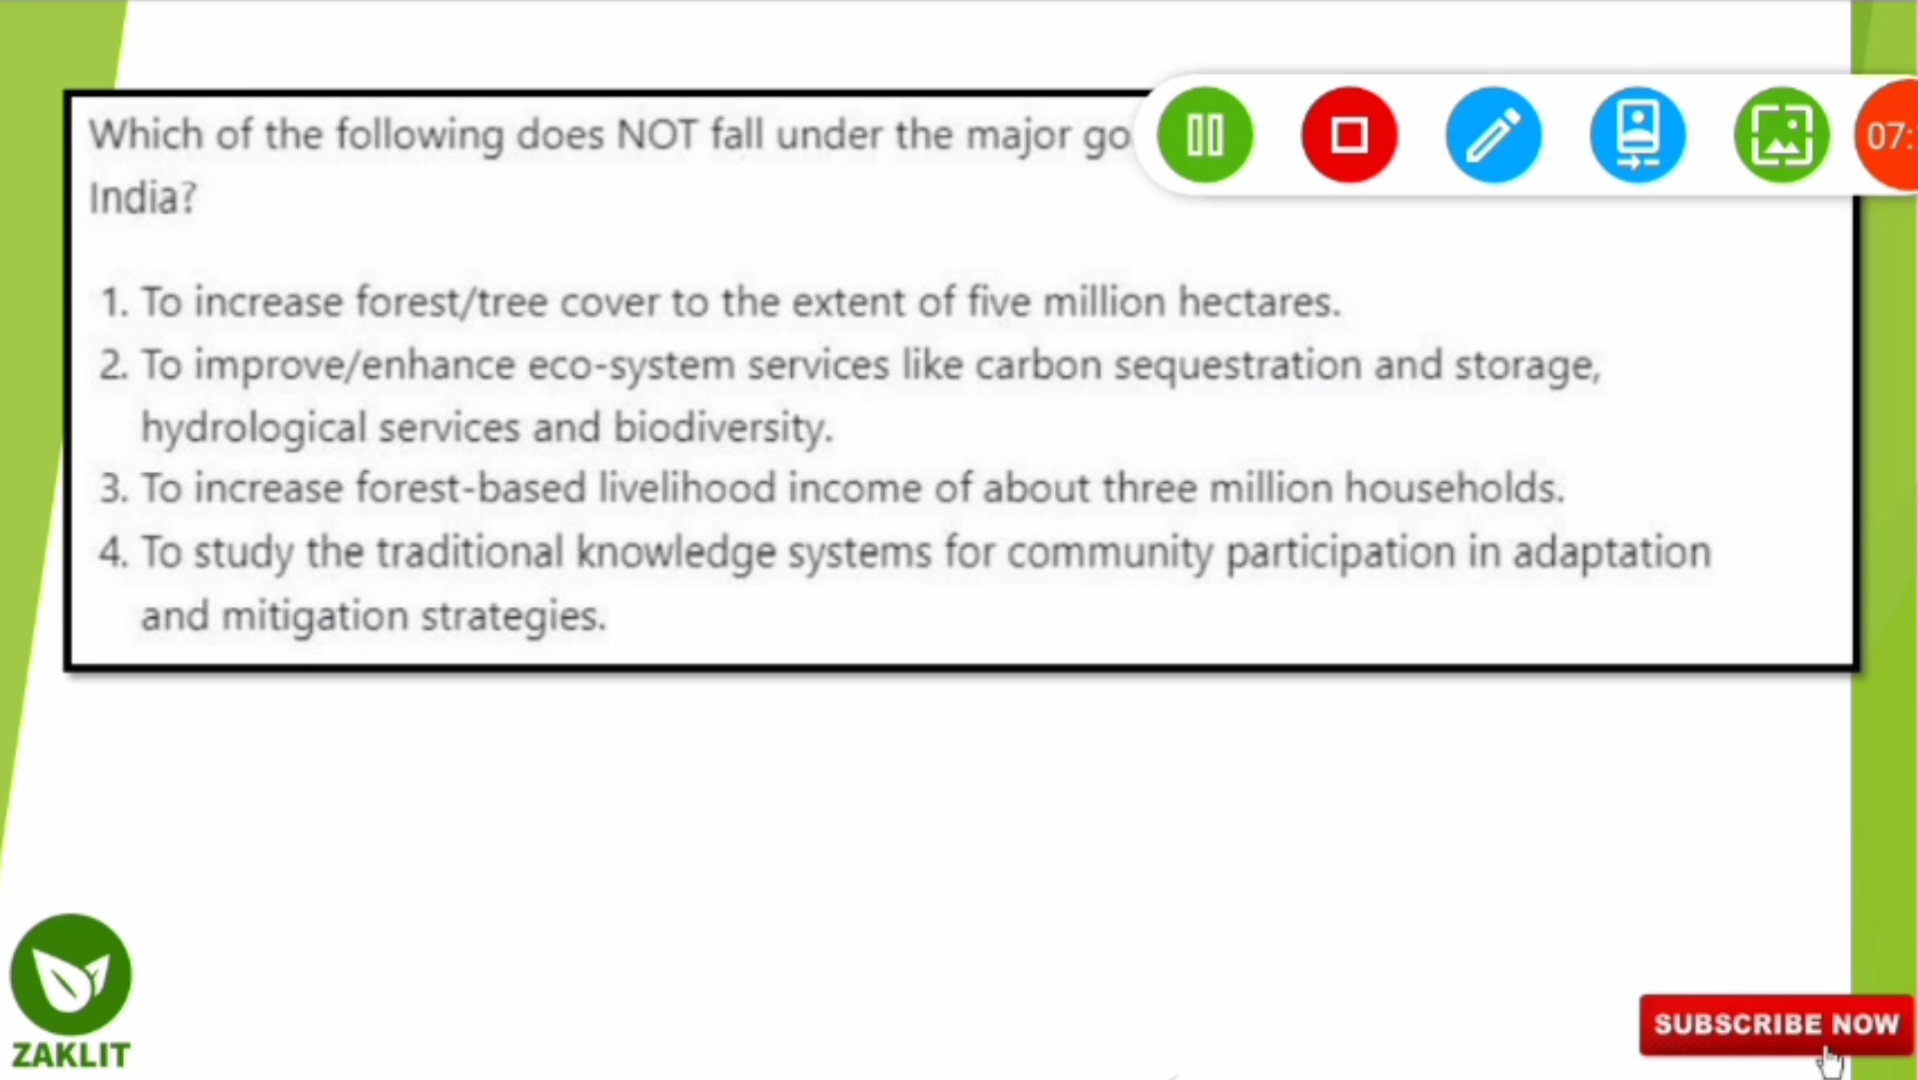 Which of the following does NOT fall under the major go
India?
1. To increase forest/tree cover to the extent of five million hectares.
2. To improve/enhance eco-system services like carbon sequestration and storage,
hydrological services and biodiversity.
3. To increase forest-based livelihood income of about three million households.
4. To study the traditional knowledge systems for community participation in adaptation
and mitigation strategies.
07:
ZAKLIT
SUBSCRIBE NOW